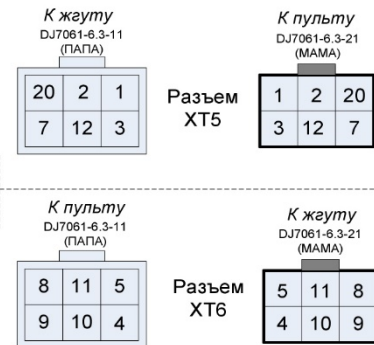 К жгуту
DJ7061-6.3-11
(ПАПА)
20 2 1
7 12 3
Разъем
XT5
К пульту
DJ7061-6.3-21
(МАМА)
1 2 20
3 12 7
К пульту
DJ7061-6.3-11
(ПАПА)
8 11 5
9 10 4
Разъем
XT6
К жгуту
DJ7061-6.3-21
(МАМА)
5 11 8
4 10 9